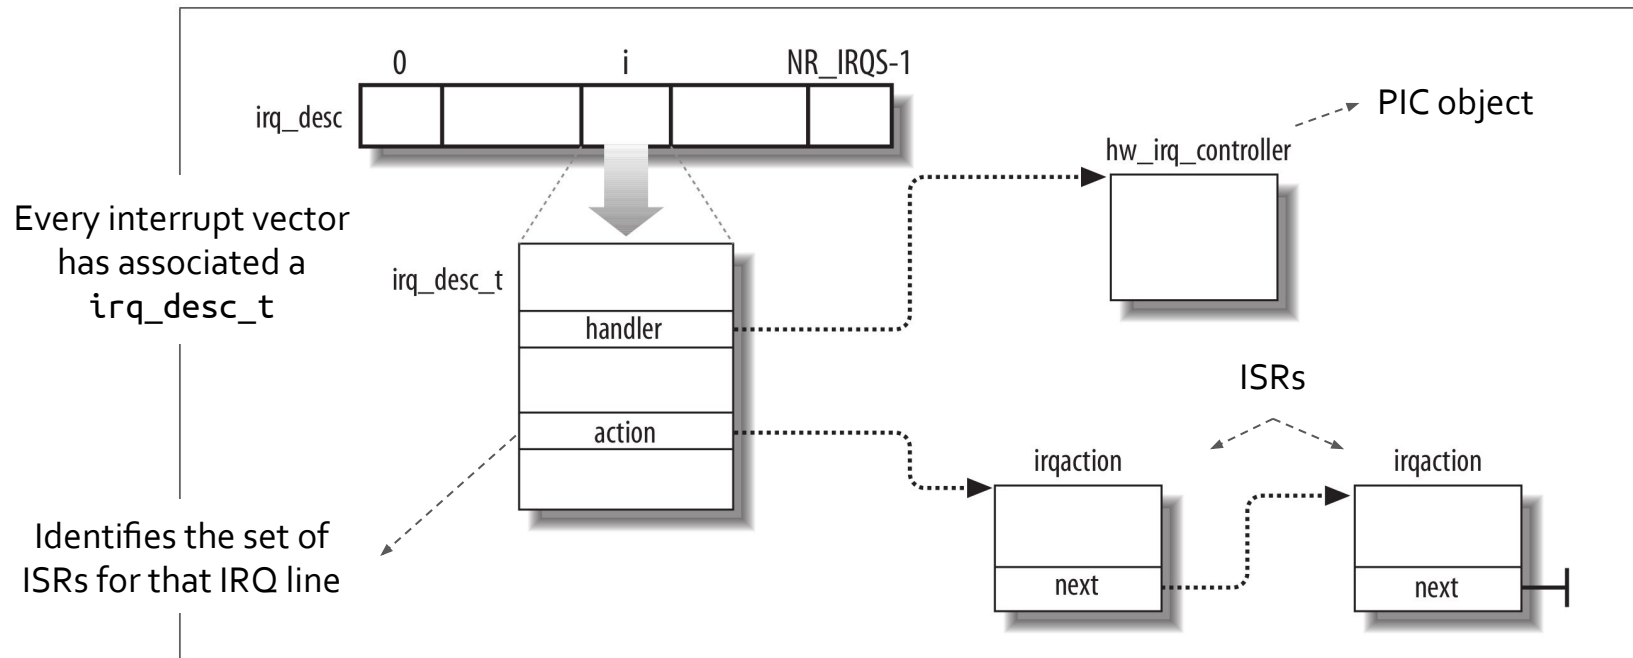 0
i
NR_IRQS-1
irq_desc
PIC object
hw_irq_controller
Every interrupt vector
has associated a
irq_desc_t
irq_desc_t
handler
action
ISRs
irqaction
irqaction
Identifies the set of
ISRs for that IRQ line
next
next